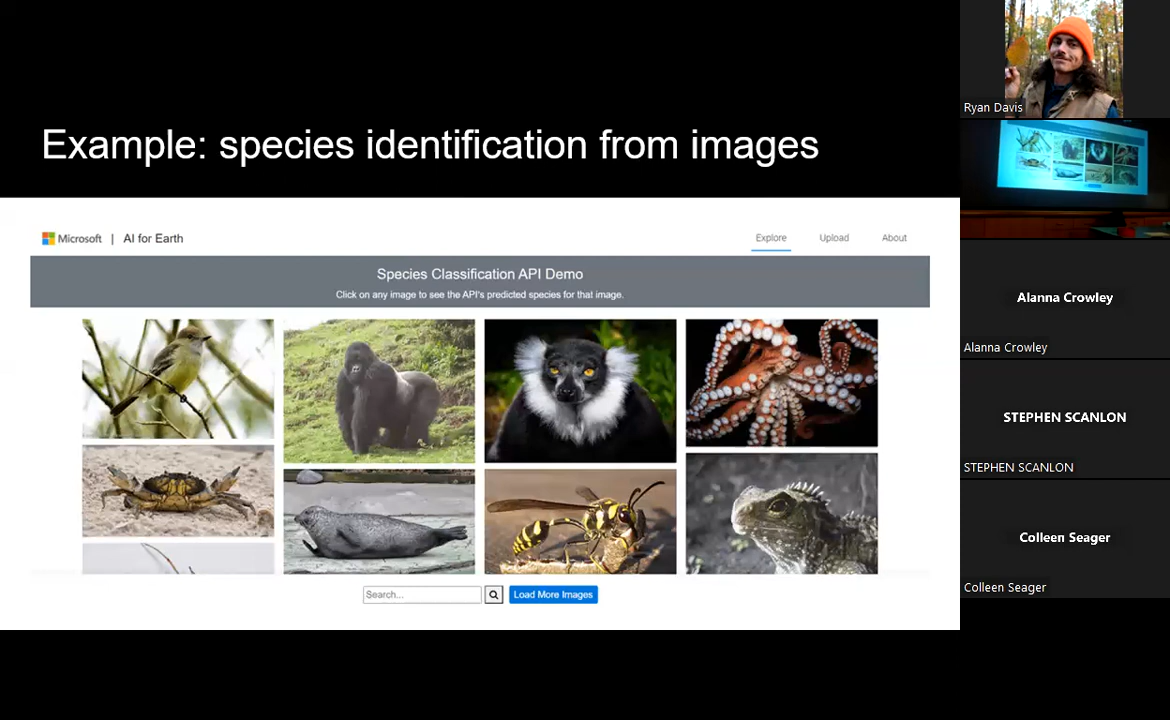 Example: species identification from images
Microsoft | AI for Earth
Explore Upload About
Species Classification API Demo
Click on any image to see the API's predicted species for that image.
Search...
Load More Images
Ryan Davis
Alanna Crowley
Alanna Crowley
STEPHEN SCANLON
STEPHEN SCANLON
Colleen Seager
Colleen Seager